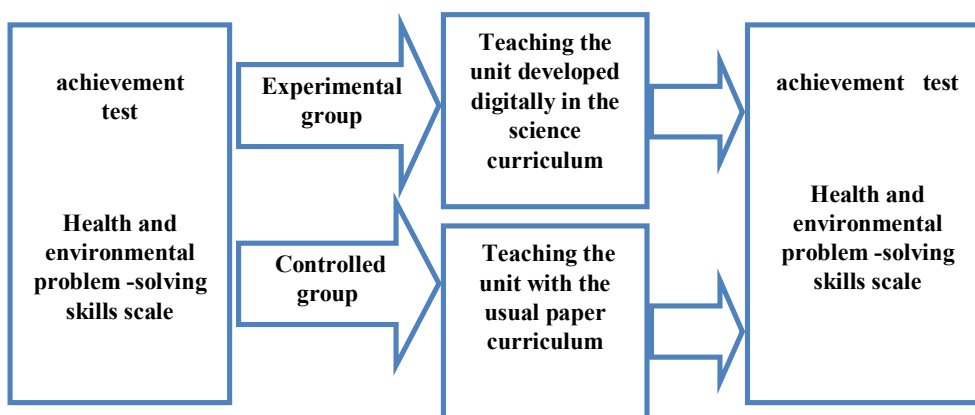 achievement
test
Health and
environmental
problem -solving
skills scale
Experimental
group
Controlled
group
Teaching the
unit developed
digitally in the
science
curriculum
Teaching the
unit with the
usual paper
curriculum
achievement test
Health and
environmental
problem -solving
skills scale